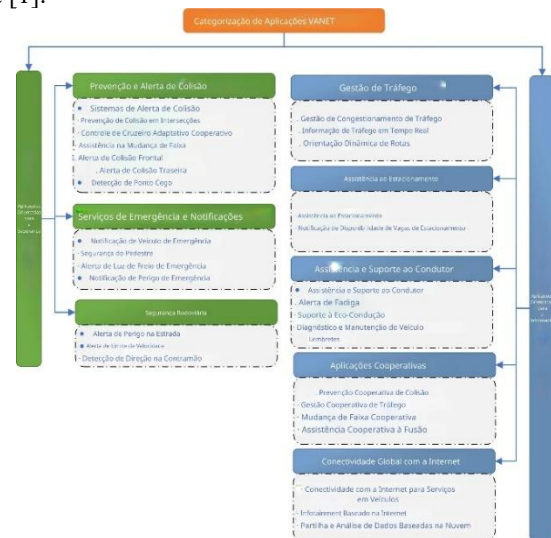 [1].
Categorização de Aplicações VANET
Prevenção e Alerta de Colisão
• Sistemas de Alerta de Colisão
· Prevenção de Colisão em Intersecções
· Controle de Cruzeiro Adaptativo Cooperativo
Assistência na Mudança de Faixa
. Alerta de Colisão Frontal
. Alerta de Colisão Traseira
• Detecção de Ponto Cego
Serviços de Emergência e Notificações
• Notificação de Veículo de Emergência
· Segurança do Pedestre
· Alerta de Luz de Freio de Emergência
• Notificação de Perigo de Emergência
Segurança
• Alerta de Perigo na Estrada
• Alerta de Limite de Velocidade
· Detecção de Direção na Contramão
Gestão de Tráfego
. Gestão de Congestionamento de Tráfego
. Informação de Tráfego em Tempo Real
. Orientação Dinâmica de Rotas
Assistência ao Estacionamento
· Assistência ao Estacionamento
· Notificação de Disponibilidade de Vagas de Estacionamento
Assistência e Suporte ao Condutor
• Assistência e Suporte ao Condutor
. Alerta de Fadiga
· Suporte à Eco-Condução
· Diagnóstico e Manutenção do Veículo
Lembretes
Aplicações Cooperativas
. Prevenção Cooperativa de Colisão
· Gestão Cooperativa de Tráfego
· Mudança de Faixa Cooperativa
· Assistência Cooperativa à Fusão
Conectividade Global com a Internet
· Conectividade com a Internet para Serviços
em Veículos
· Infotainment Baseado na Internet
· Partilha e Análise de Dados Baseadas na Nuvem